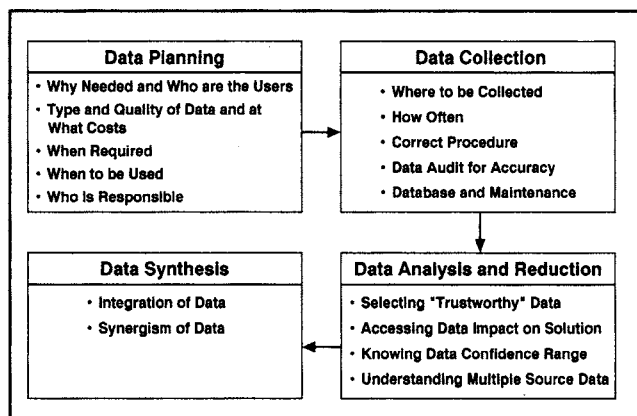 Data Planning
• Why Needed and Who are the Users
• Type and Quality of Data and at
What Costs
• When Required
• When to be Used
• Who is Responsible
Data Collection
• Where to be Collected
• How Often
• Correct Procedure
• Data Audit for Accuracy
• Database and Maintenance
Data Analysis and Reduction
• Selecting "Trustworthy" Data
• Accessing Data Impact on Solution
• Knowing Data Confidence Range
• Understanding Multiple Source Data
Data Synthesis
• Integration of Data
• Synergism of Data